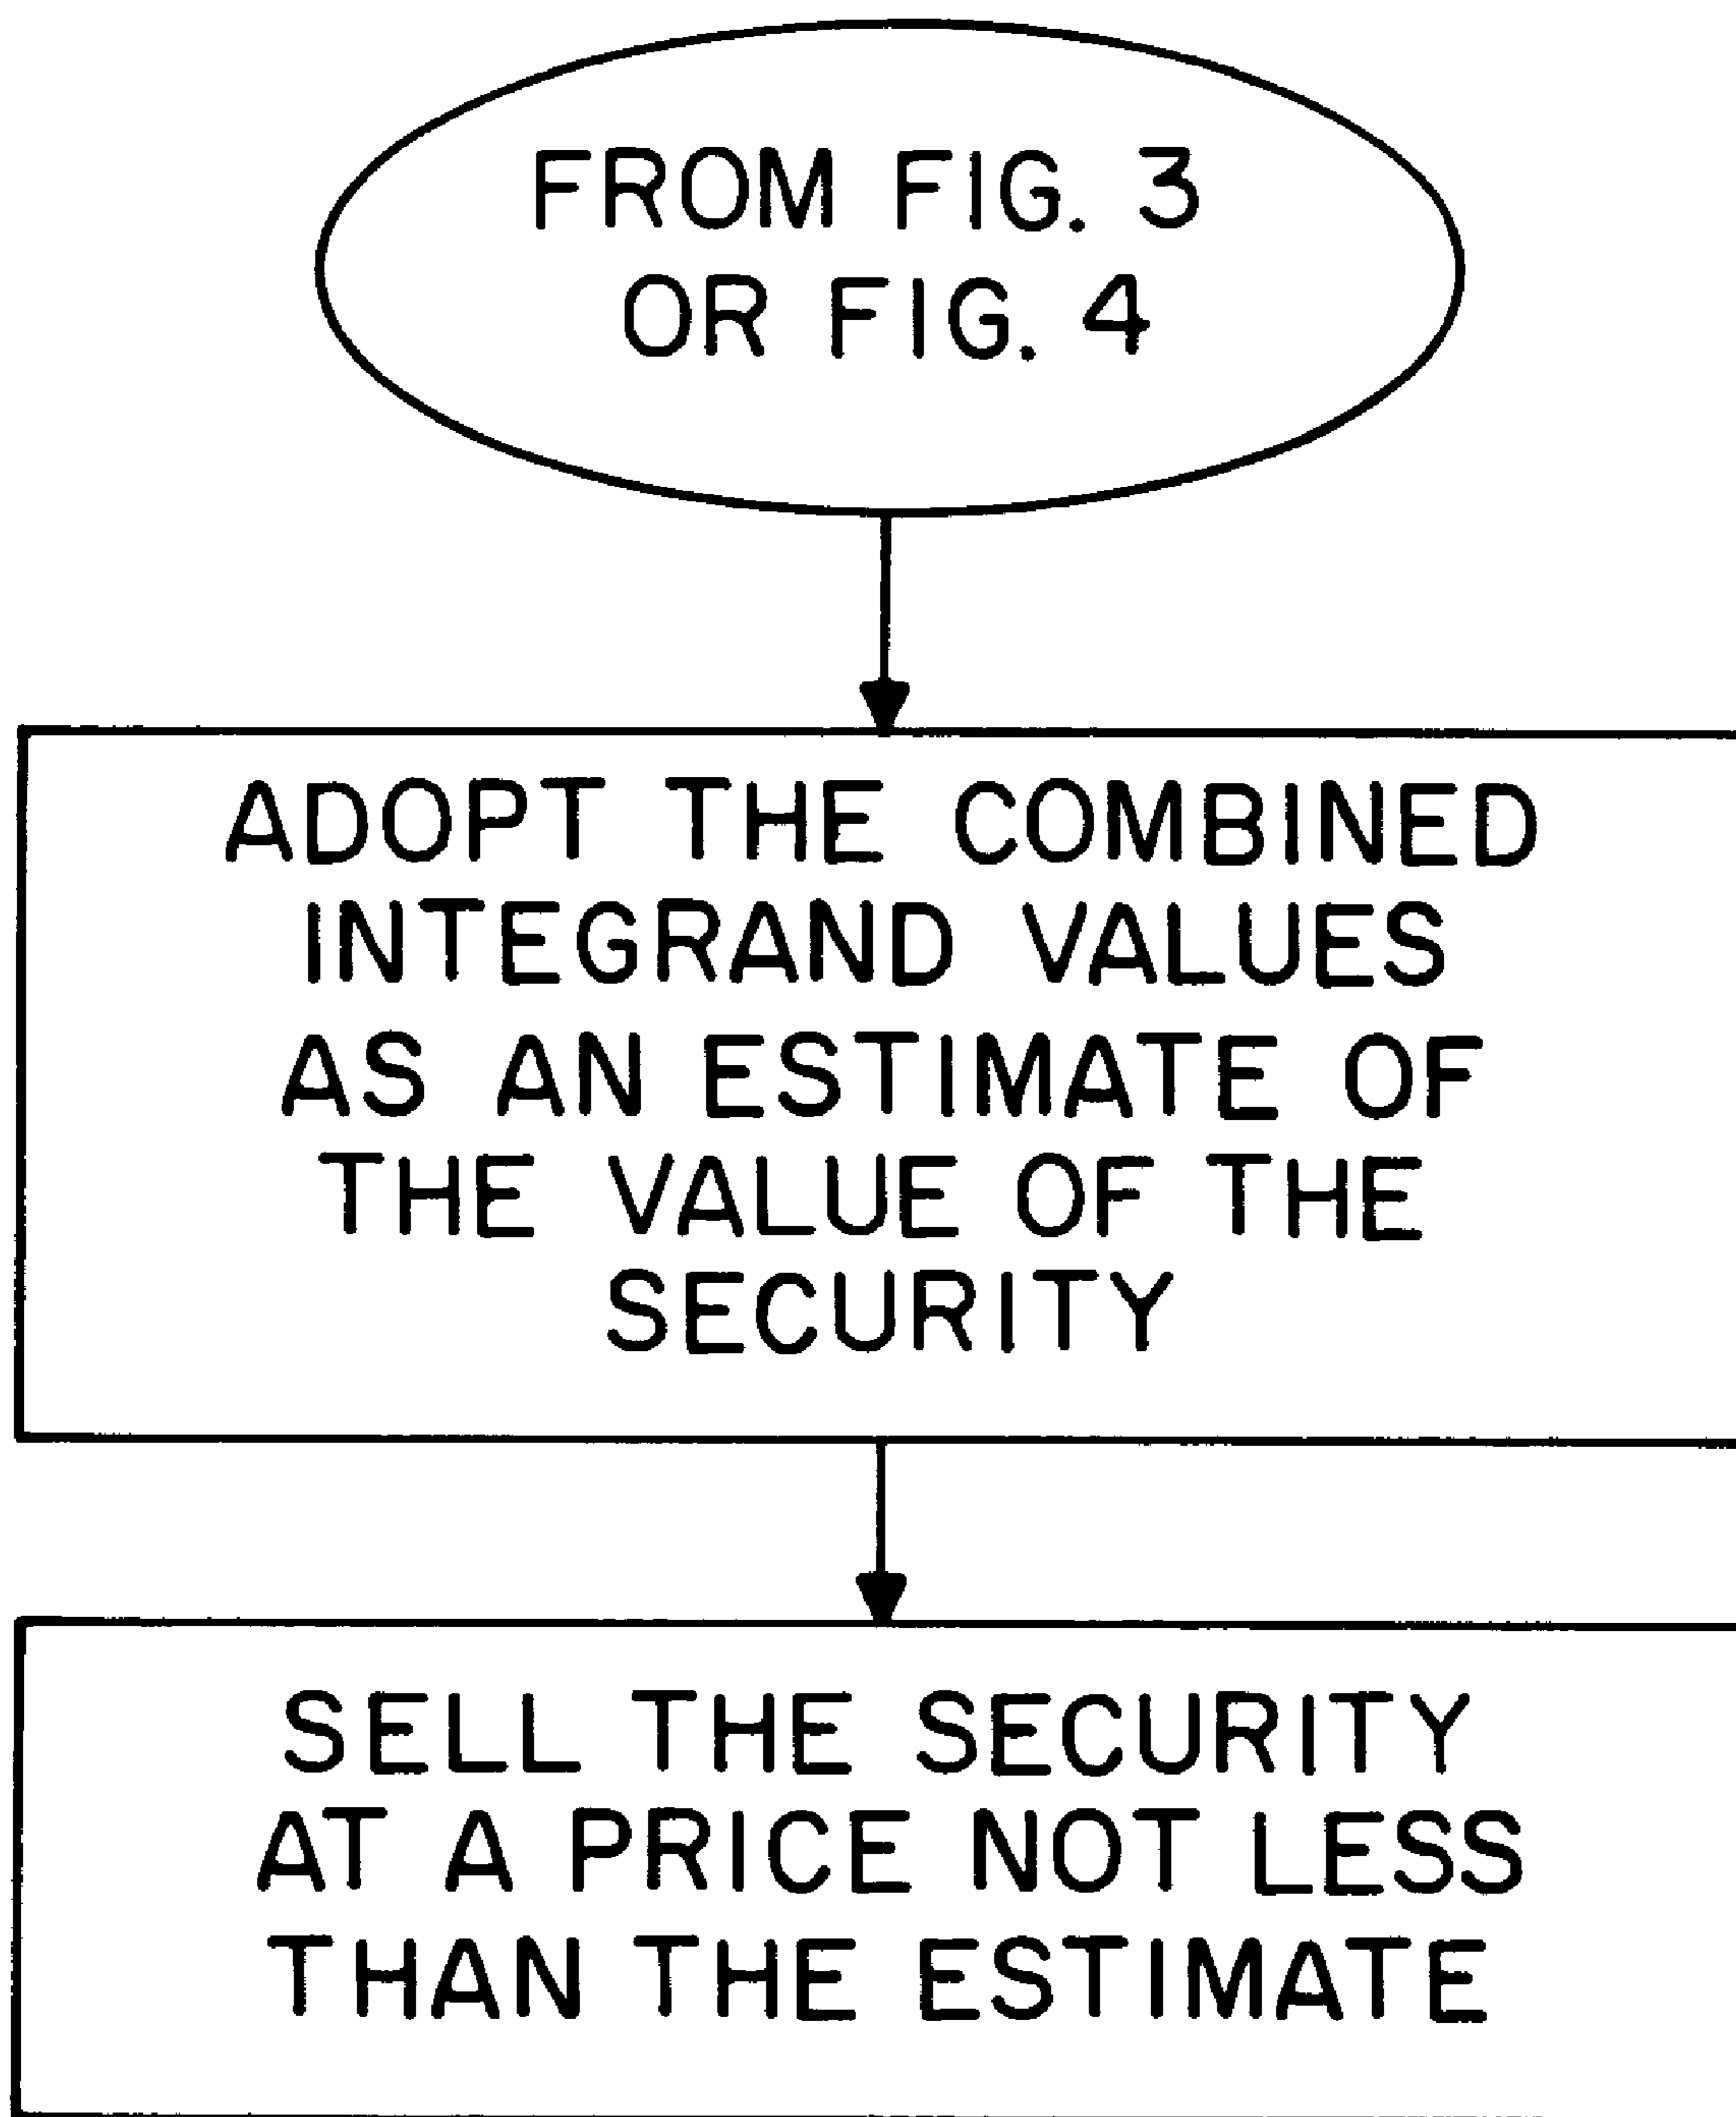 FROM FIG. 3
OR FIG. 4
ADOPT THE COMBINED
INTEGRAND VALUES
AS AN ESTIMATE OF
THE VALUE OF THE
SECURITY
SELL THE SECURITY
AT A PRICE NOT LESS
THAN THE ESTIMATE